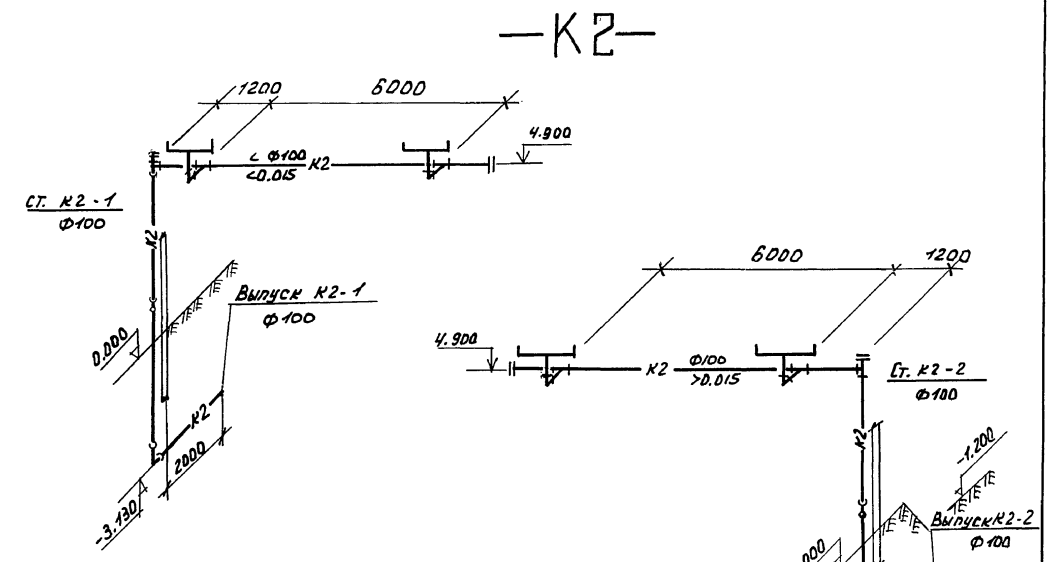 —К2—
1200 6000
4.900
< Ф100 К2
<0.015
Ст. К2-1
Ф100
К2
Выпуск К2-1
Ф100
0.000
К2
2000
-3.130
6000 1200
4.900
К2 Ф100
>0.015
Ст. К2-2
Ф100
К2
-1.200
Выпуск К2-2
Ф100